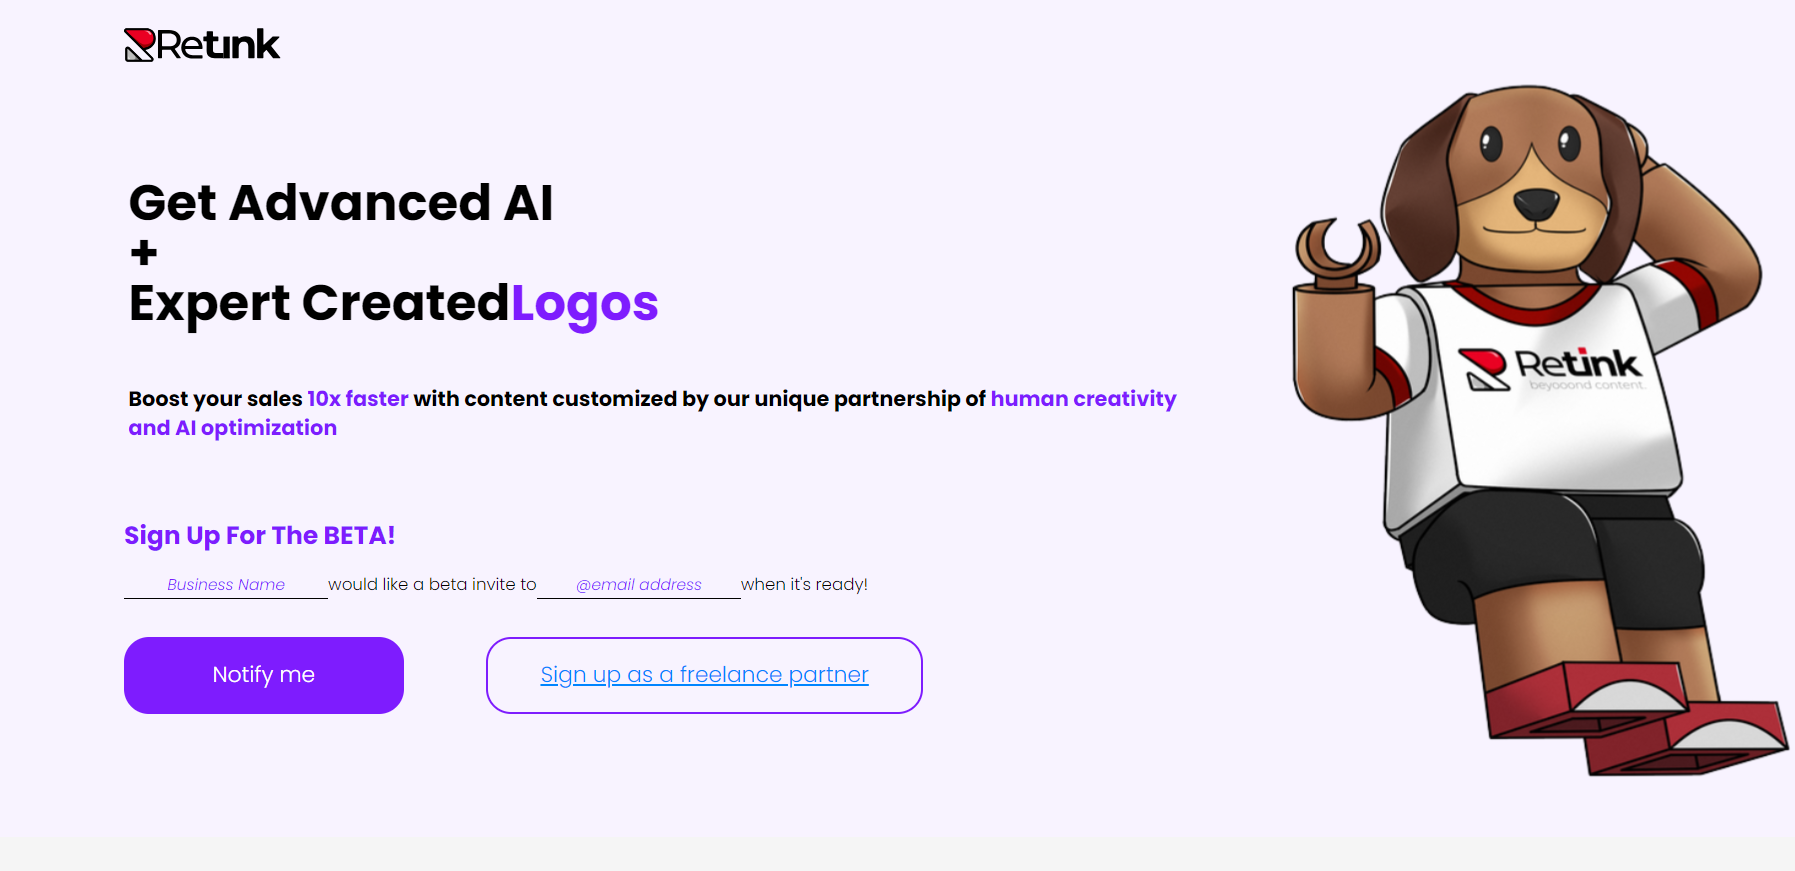 Retink
Get Advanced AI
+
Expert CreatedLogos
Boost your sales 10x faster with content customized by our unique partnership of human creativity
and AI optimization
Sign Up For The BETA!
Business Name would like a beta invite to @email address when it's ready!
Notify me
Sign up as a freelance partner
Retink
beyooond content.